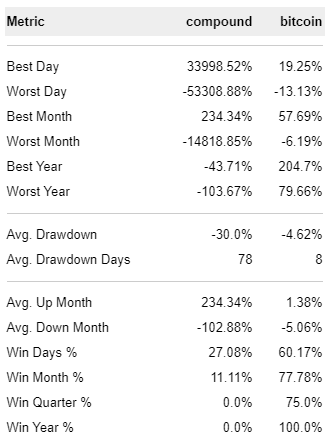 Metric compound bitcoin
Best Day 33998.52% 19.25%
Worst Day -53308.88% -13.13%
Best Month 234.34% 57.69%
Worst Month -14818.85% -6.19%
Best Year -43.71% 204.7%
Worst Year -103.67% 79.66%
Avg. Drawdown -30.0% -4.62%
Avg. Drawdown Days 78 8
Avg. Up Month 234.34% 1.38%
Avg. Down Month -102.88% -5.06%
Win Days % 27.08% 60.17%
Win Month % 11.11% 77.78%
Win Quarter % 0.0% 75.0%
Win Year % 0.0% 100.0%